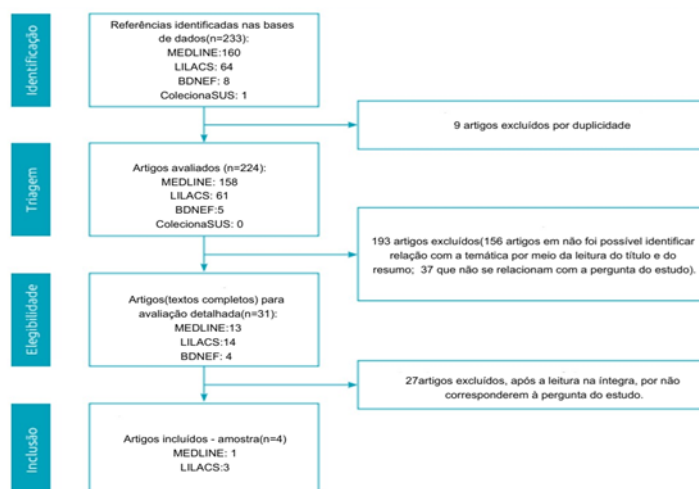 Identificação
Referências identificadas nas bases
de dados(n=233):
MEDLINE:160
LILACS: 64
BDNEF: 8
ColecionaSUS: 1
9 artigos excluídos por duplicidade
Triagem
Artigos avaliados (n=224):
MEDLINE: 158
LILACS: 61
BDNEF:5
ColecionaSUS: 0
193 artigos excluídos(156 artigos em não foi possível identificar
relação com a temática por meio da leitura do título e do
resumo; 37 que não se relacionam com a pergunta do estudo).
Elegibilidade
Artigos(textos completos) para
avaliação detalhada(n=31):
MEDLINE:13
LILACS:14
BDNEF: 4
27artigos excluídos, após a leitura na íntegra, por não
corresponderem à pergunta do estudo.
Inclusão
Artigos incluídos - amostra(n=4)
MEDLINE: 1
LILACS:3